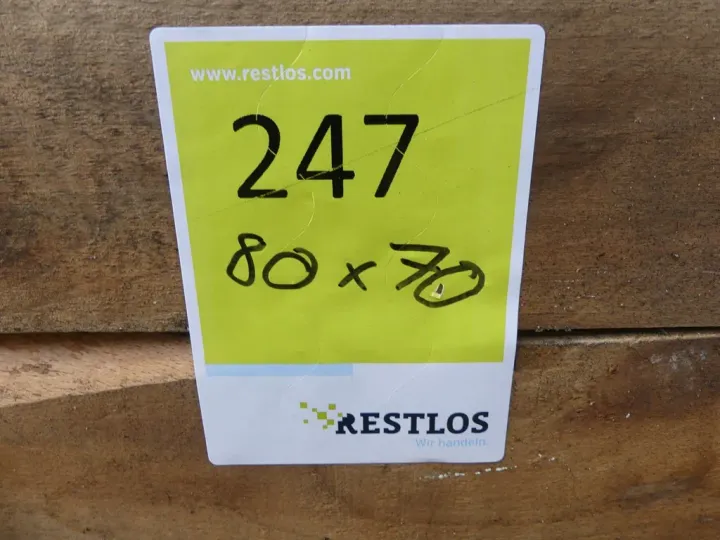 www.restlos.com
247
80 x 70
RESTLOS
Wir handeln.